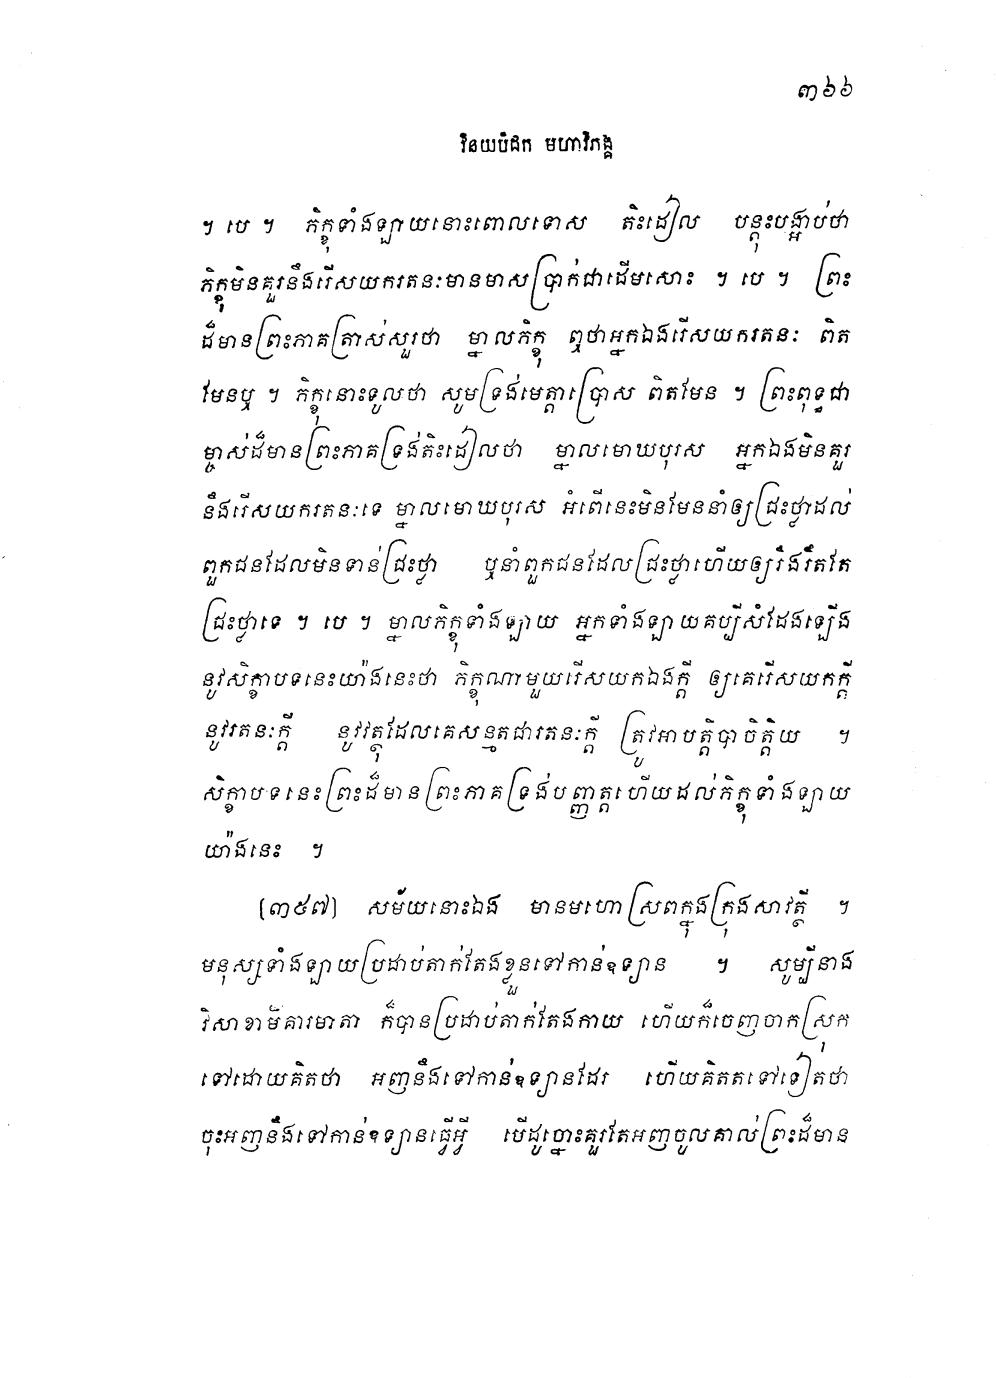 ៣៦៦
វិនយបិដក មហាវិភង្គ
។ បេ ។ ភិក្ខុទាំងឡាយនោះពោលទោស តិះដៀល បន្តុះបង្អាប់ថា
ភិក្ខុមិនគួរនឹងរើសយករតនៈមានមាសប្រាក់ជាដើមសោះ ។ បេ ។ ព្រះ
ដ៏មានព្រះភាគត្រាស់សួរថា ម្នាលភិក្ខុ ឮថាអ្នកឯងរើសយករតនៈ ពិត
មែនឬ ។ ភិក្ខុនោះទូលថា សូមទ្រង់មេត្តាប្រោស ពិតមែន ។ ព្រះពុទ្ធជា
ម្ចាស់ដ៏មានព្រះភាគទ្រង់តិះដៀលថា ម្នាលមោឃបុរស អ្នកឯងមិនគួរ
នឹងរើសយករតនៈទេ ម្នាលមោឃបុរស អំពើនេះមិនមែននាំឲ្យជ្រះថ្លាដល់
ពួកជនដែលមិនទាន់ជ្រះថ្លា ឬនាំពួកជនដែលជ្រះថ្លាហើយឲ្យរឹងរឹតតែ
ជ្រះថ្លាទេ ។ បេ ។ ម្នាលភិក្ខុទាំងឡាយ អ្នកទាំងឡាយគប្បីសំដែងឡើង
នូវសិក្ខាបទនេះយ៉ាងនេះថា ភិក្ខុណាមួយរើសយកឯងក្តី ឲ្យគេរើសយកក្តី
នូវរតនៈក្តី នូវវត្ថុដែលគេសន្មតជារតនៈក្តី ត្រូវអាបត្តិបាចិត្តិយ ។
សិក្ខាបទនេះព្រះដ៏មានព្រះភាគទ្រង់បញ្ញត្តហើយដល់ភិក្ខុទាំងឡាយ
យ៉ាងនេះ ។
(៣៥៧) សម័យនោះឯង មានមហោស្រពក្នុងក្រុងសាវត្ថី ។
មនុស្សទាំងឡាយប្រដាប់តាក់តែងខ្លួនទៅកាន់ឧទ្យាន ។ សូម្បីនាង
វិសាខាមិគារមាតា ក៏បានប្រដាប់តាក់តែងកាយ ហើយក៏ចេញចាកស្រុក
ទៅដោយគិតថា អញនឹងទៅកាន់ឧទ្យានដែរ ហើយគិតតទៅទៀតថា
ចុះអញនឹងទៅកាន់ឧទ្យានធ្វើអ្វី បើដូច្នោះគួរតែអញចូលគាល់ព្រះដ៏មាន